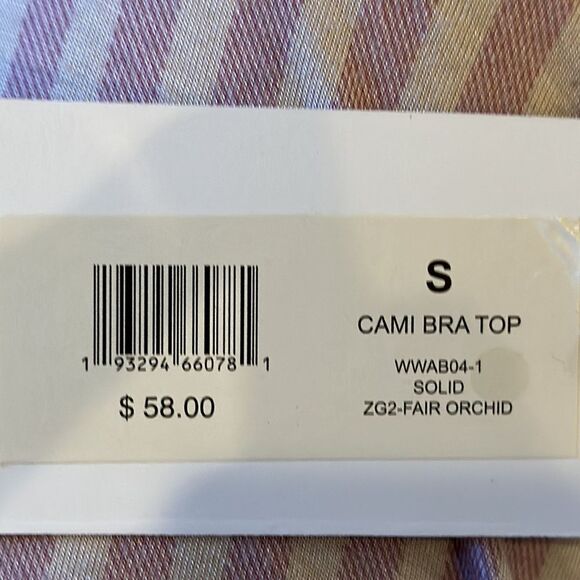 1 93294 66078 1
$ 58.00
S
CAMI BRA TOP
WWAB04-1
SOLID
ZG2-FAIR ORCHID